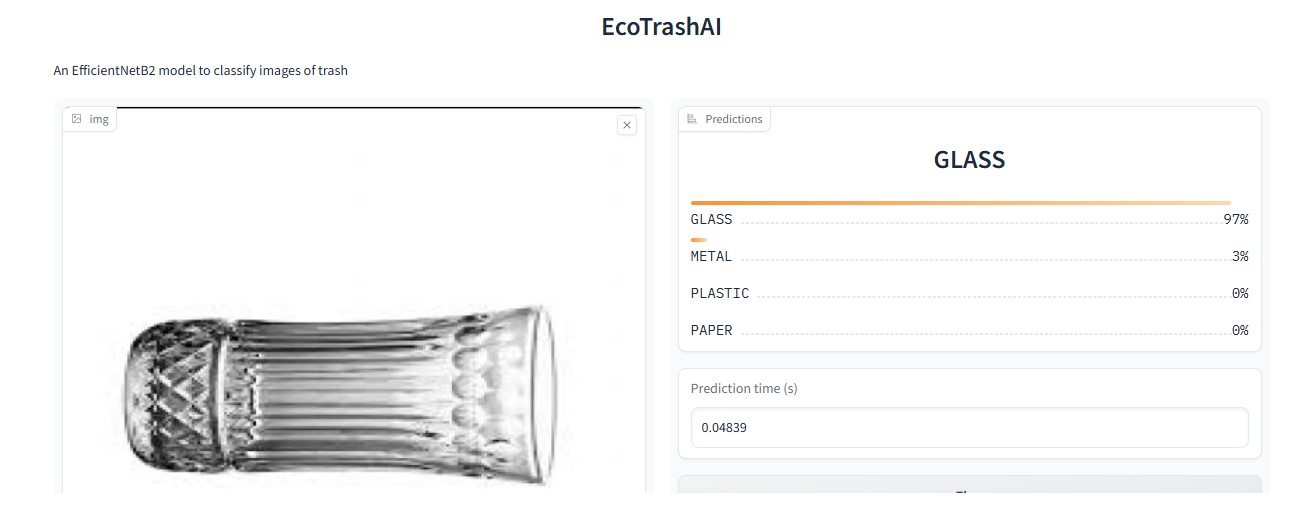 EcoTrashAI
An EfficientNetB2 model to classify images of trash
img
Predictions
GLASS
GLASS 97%
METAL 3%
PLASTIC 0%
PAPER 0%
Prediction time (s)
0.04839